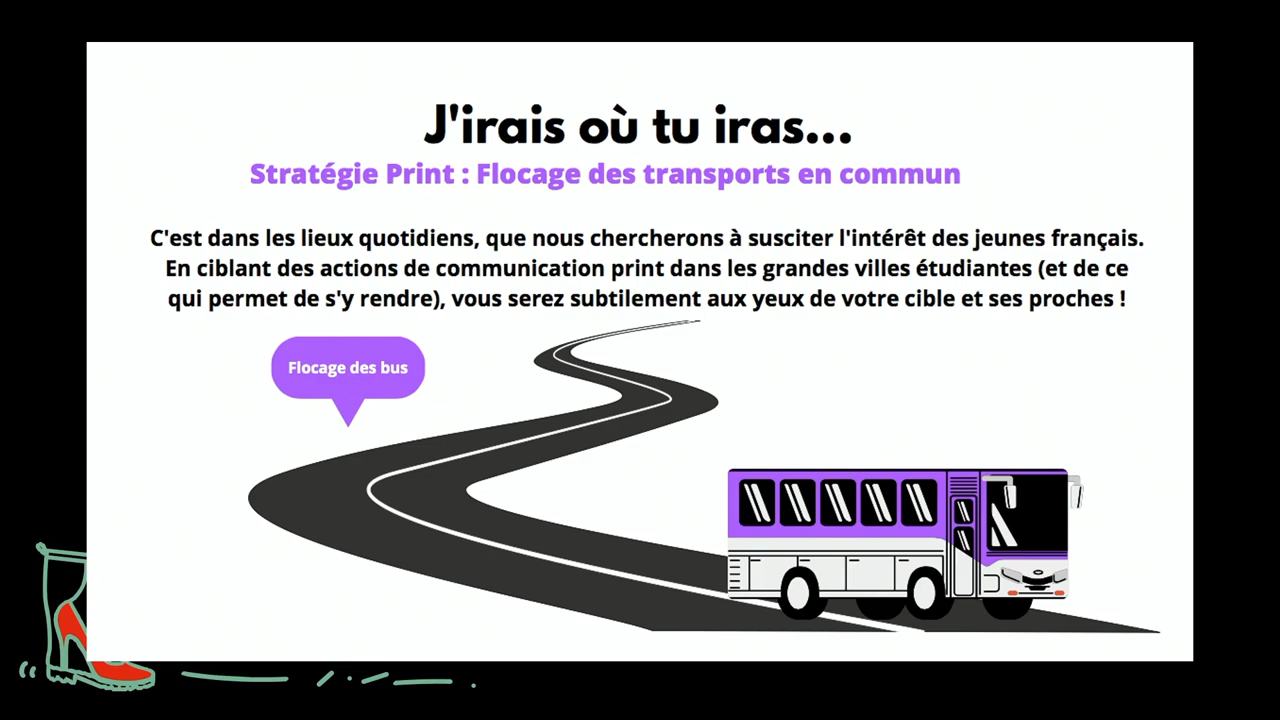 J'irais où tu iras...
Stratégie Print : Flocage des transports en commun
C'est dans les lieux quotidiens, que nous chercherons à susciter l'intérêt des jeunes français.
En ciblant des actions de communication print dans les grandes villes étudiantes (et de ce
qui permet de s'y rendre), vous serez subtilement aux yeux de votre cible et ses proches !
Flocage des bus